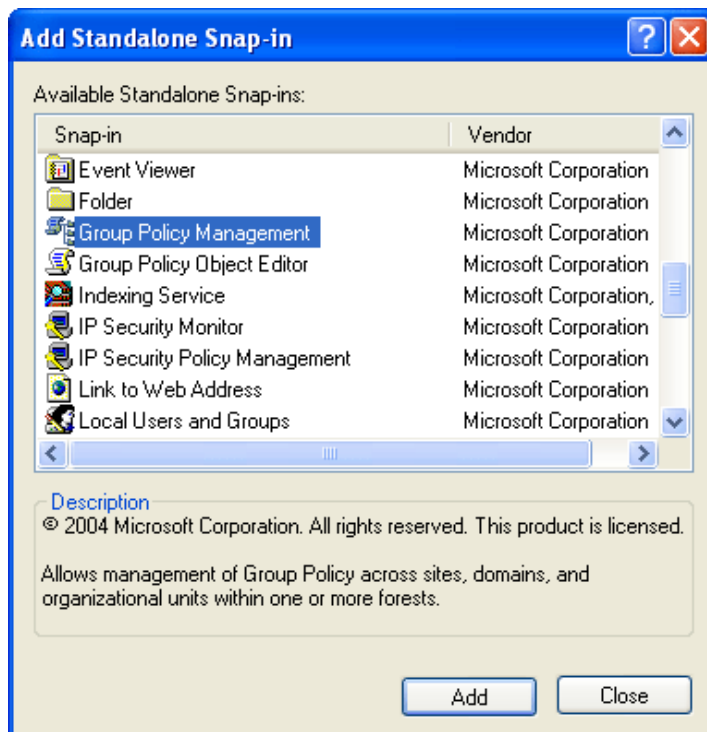 Add Standalone Snap-in
Available Standalone Snap-ins:
Snap-in Vendor
Event Viewer Microsoft Corporation
Folder Microsoft Corporation
Group Policy Management Microsoft Corporation
Group Policy Object Editor Microsoft Corporation
Indexing Service Microsoft Corporation,
IP Security Monitor Microsoft Corporation
IP Security Policy Management Microsoft Corporation
Link to Web Address Microsoft Corporation
Local Users and Groups Microsoft Corporation
Description
© 2004 Microsoft Corporation. All rights reserved. This product is licensed.
Allows management of Group Policy across sites, domains, and
organizational units within one or more forests.
Add Close